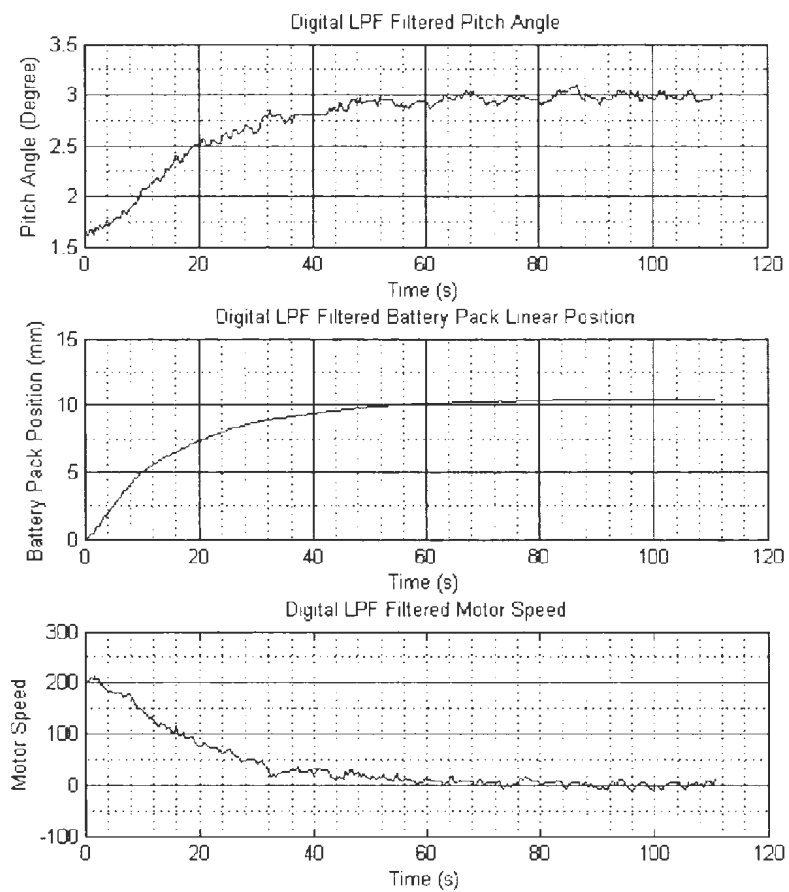 Digital LPF Filtered Pitch Angle
3.5
3
2.5
2
1.5
Pitch Angle (Degree)
0 20 40 60 80 100 120
Time (s)
Digital LPF Filtered Battery Pack Linear Position
15
10
5
0
Battery Pack Position (mm)
0 20 40 60 80 100 120
Time (s)
Digital LPF Filtered Motor Speed
300
200
100
0
-100
Motor Speed
0 20 40 60 80 100 120
Time (s)